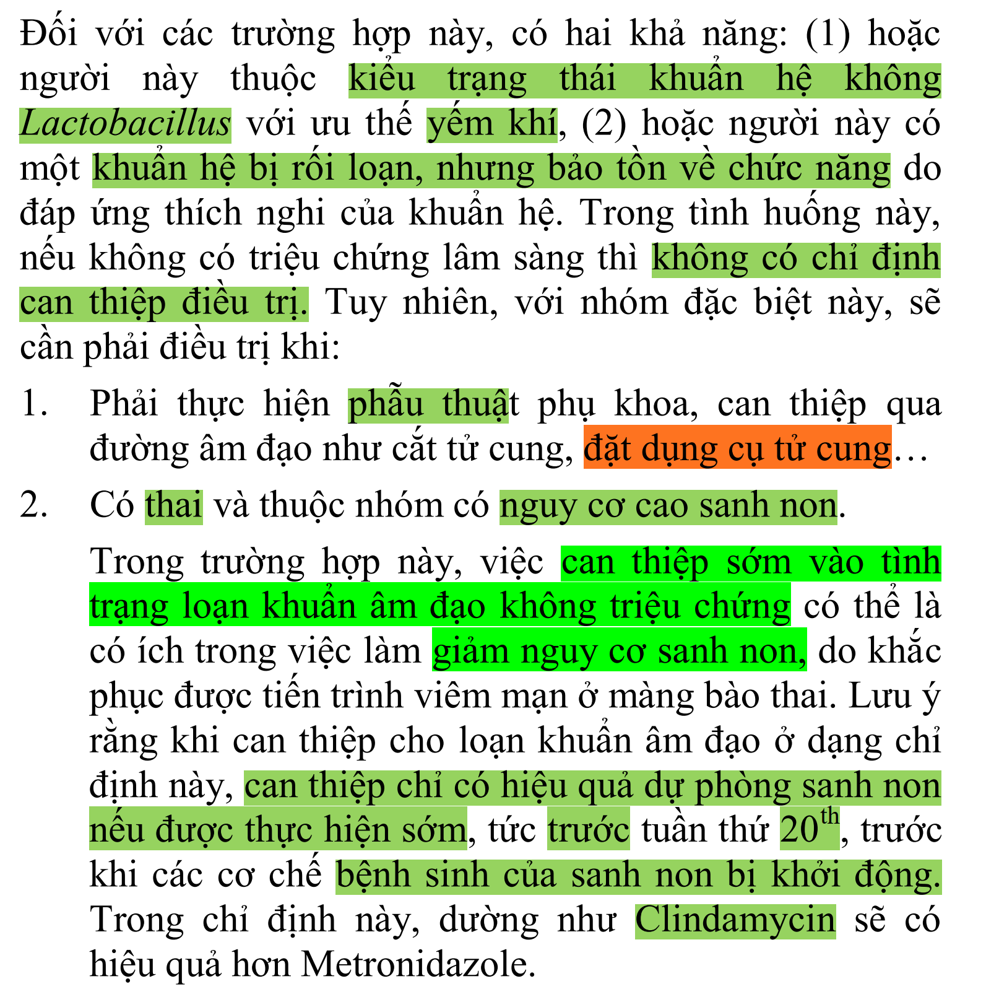 Đối với các trường hợp này, có hai khả năng: (1) hoặc
người này thuộc kiểu trạng thái khuẩn hệ không
Lactobacillus với ưu thế yếm khí, (2) hoặc người này có
một khuẩn hệ bị rối loạn, nhưng bảo tồn về chức năng do
đáp ứng thích nghi của khuẩn hệ. Trong tình huống này,
nếu không có triệu chứng lâm sàng thì không có chỉ định
can thiệp điều trị. Tuy nhiên, với nhóm đặc biệt này, sẽ
cần phải điều trị khi:
1. Phải thực hiện phẫu thuật phụ khoa, can thiệp qua
đường âm đạo như cắt tử cung, đặt dụng cụ tử cung…
2. Có thai và thuộc nhóm có nguy cơ cao sanh non.
Trong trường hợp này, việc can thiệp sớm vào tình
trạng loạn khuẩn âm đạo không triệu chứng có thể là
có ích trong việc làm giảm nguy cơ sanh non, do khắc
phục được tiến trình viêm mạn ở màng bào thai. Lưu ý
rằng khi can thiệp cho loạn khuẩn âm đạo ở dạng chỉ
định này, can thiệp chỉ có hiệu quả dự phòng sanh non
nếu được thực hiện sớm, tức trước tuần thứ 20th, trước
khi các cơ chế bệnh sinh của sanh non bị khởi động.
Trong chỉ định này, dường như Clindamycin sẽ có
hiệu quả hơn Metronidazole.